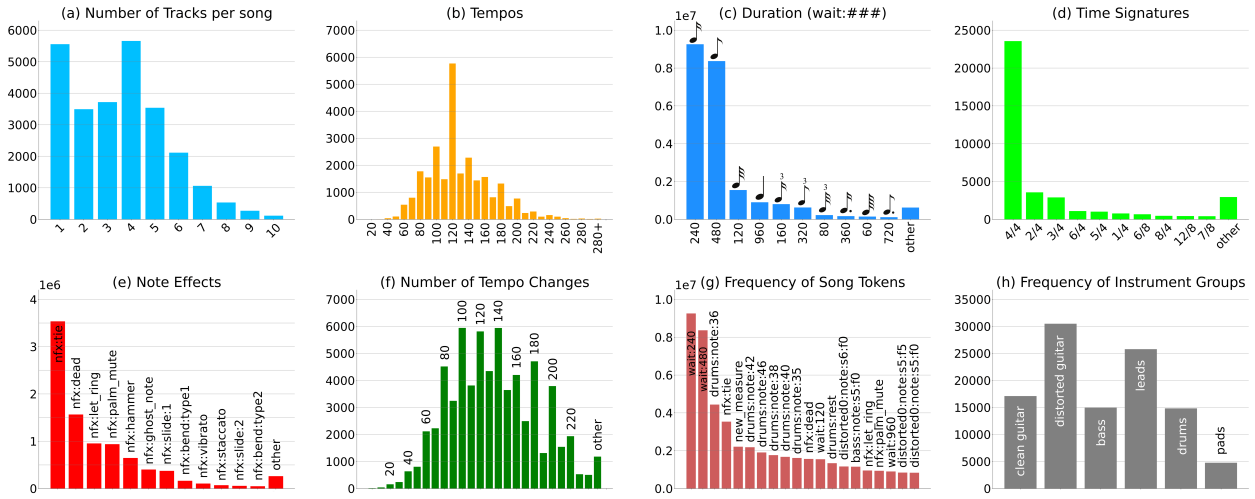 (a) Number of Tracks per song
6000
5000
4000
3000
2000
1000
0
1 2 3 4 5 6 7 8 9 10
(b) Tempos
7000
6000
5000
4000
3000
2000
1000
0
20 40 60 80 100 120 140 160 180 200 220 240 260 280 280+
(c) Duration (wait:###)
1e7
1.0
0.8
0.6
0.4
0.2
0.0
3 3 3
240 480 120 960 160 320 80 360 60 720 other
(d) Time Signatures
25000
20000
15000
10000
5000
0
4/4 2/4 3/4 6/4 5/4 1/4 6/8 8/4 12/8 7/8 other
(e) Note Effects
1e6
4
3
2
1
0
nfx:tie
nfx:dead
nfx:let_ring
nfx:palm_mute
nfx:hammer
nfx:ghost_note
nfx:slide:1
nfx:bend:type1
nfx:vibrato
nfx:staccato
nfx:slide:2
nfx:bend:type2
other
(f) Number of Tempo Changes
7000
6000
5000
4000
3000
2000
1000
0
20 40 60 80 100 120 140 160 180 200 220 other
(g) Frequency of Song Tokens
1e7
1.0
0.8
0.6
0.4
0.2
0.0
wait:240
wait:480
drums:note:36
nfx:tie
new_measure
drums:note:42
drums:note:46
drums:note:38
drums:note:40
drums:note:35
nfx:dead
wait:120
drums:rest
distorted0:note:s6:f0
bass:note:s5:f0
nfx:let_ring
nfx:palm_mute
wait:960
distorted0:note:s5:f5
distorted0:note:s5:f0
(h) Frequency of Instrument Groups
35000
30000
25000
20000
15000
10000
5000
0
clean guitar
distorted guitar
bass
leads
drums
pads